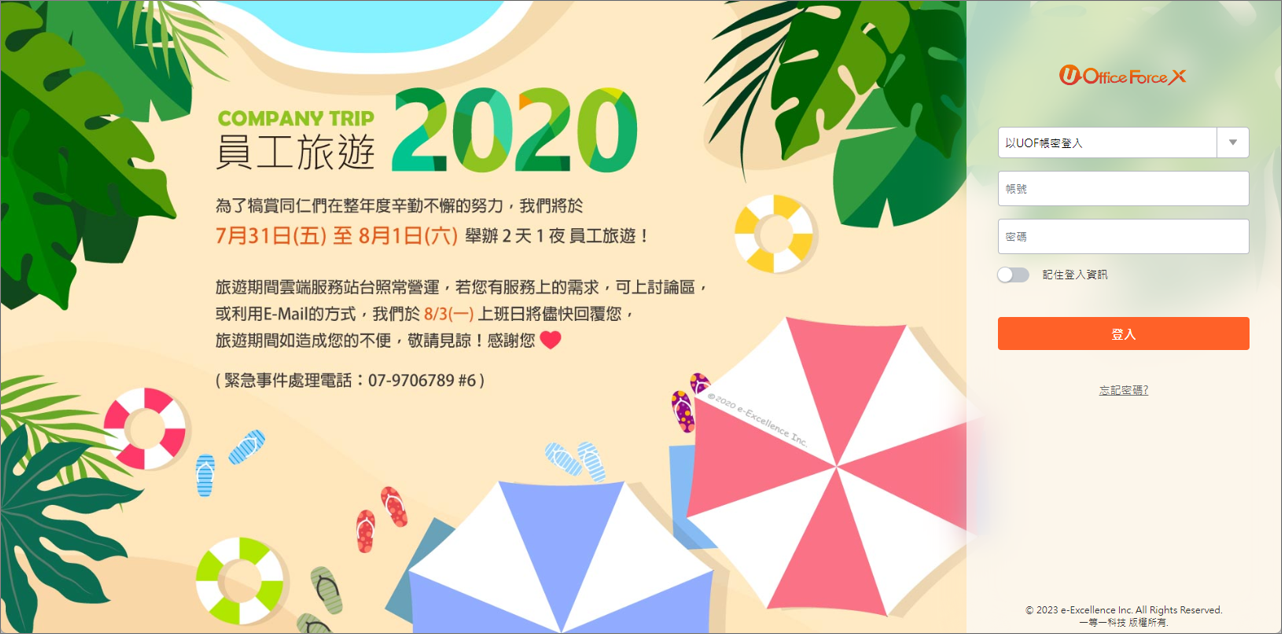 COMPANY TRIP
員工旅遊 2020
為了犒賞同仁們在整年度辛勤不懈的努力，我們將於
7月31日(五) 至 8月1日(六) 舉辦 2 天 1 夜 員工旅遊！
旅遊期間雲端服務站台照常營運，若您有服務上的需求，可上討論區，
或利用E-Mail的方式，我們於 8/3(一) 上班日將儘快回覆您，
旅遊期間如造成您的不便，敬請見諒！感謝您
( 緊急事件處理電話：07-9706789 #6 )
©2020 e-Excellence Inc.
U Office Force X
以UOF帳密登入
帳號
密碼
記住登入資訊
登入
忘記密碼?
© 2023 e-Excellence Inc. All Rights Reserved.
一零一科技 版權所有.